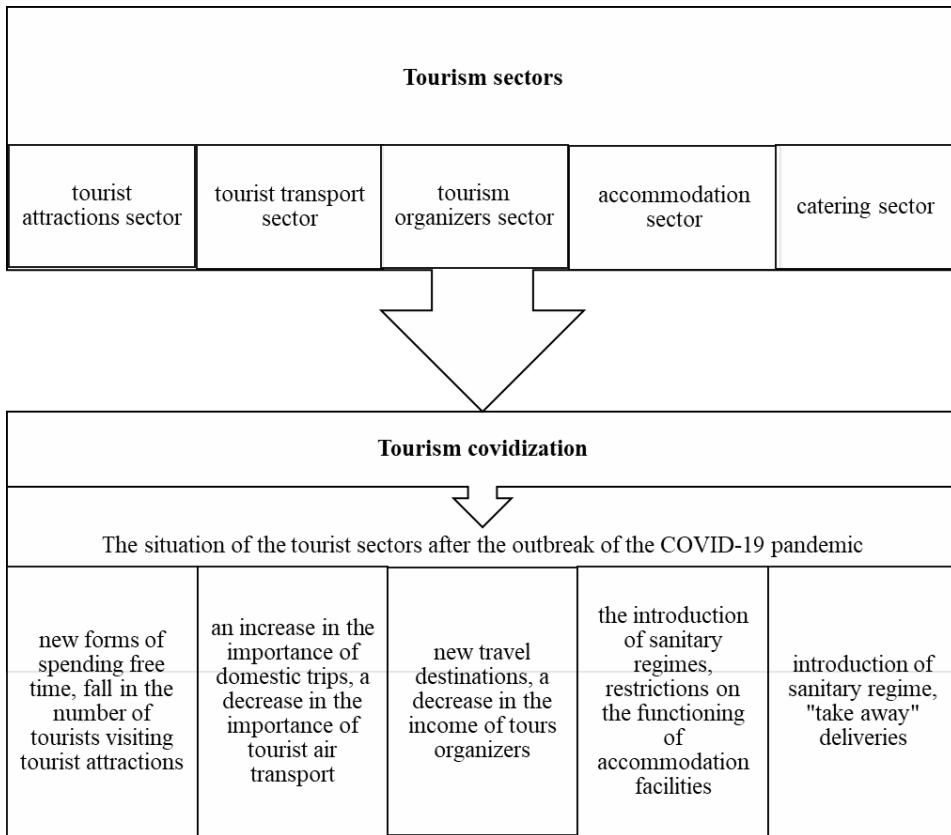 Tourism sectors
tourist
attractions sector
tourist transport
sector
tourism
organizers sector
accommodation
sector
catering sector
Tourism covidization
The situation of the tourist sectors after the outbreak of the COVID-19 pandemic
new forms of
spending free
time, fall in the
number of
tourists visiting
tourist attractions
an increase in the
importance of
domestic trips, a
decrease in the
importance of
tourist air
transport
new travel
destinations, a
decrease in the
income of tours
organizers
the introduction
of sanitary
regimes,
restrictions on
the functioning
of
accommodation
facilities
introduction of
sanitary regime,
"take away"
deliveries